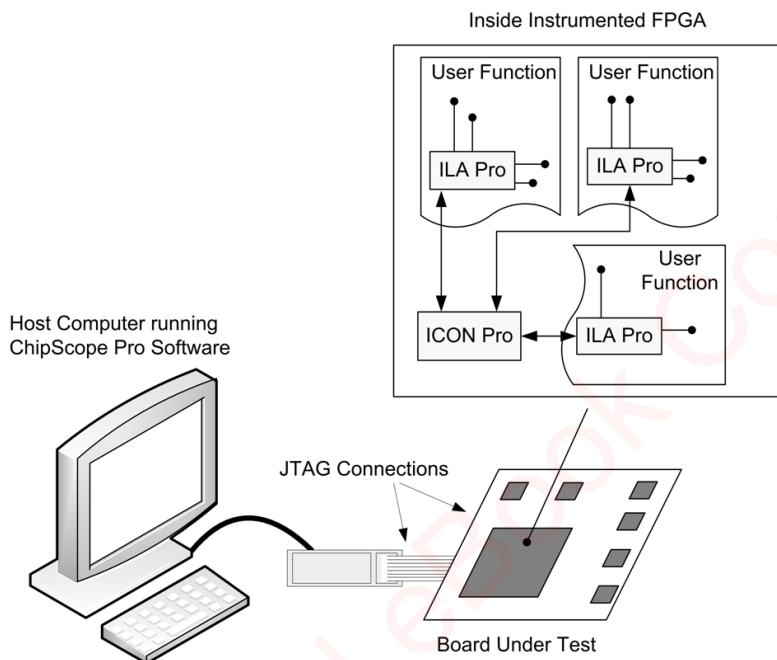 Inside Instrumented FPGA
User Function
User Function
ILA Pro
ILA Pro
User
Function
ICON Pro
ILA Pro
Host Computer running
ChipScope Pro Software
JTAG Connections
Board Under Test